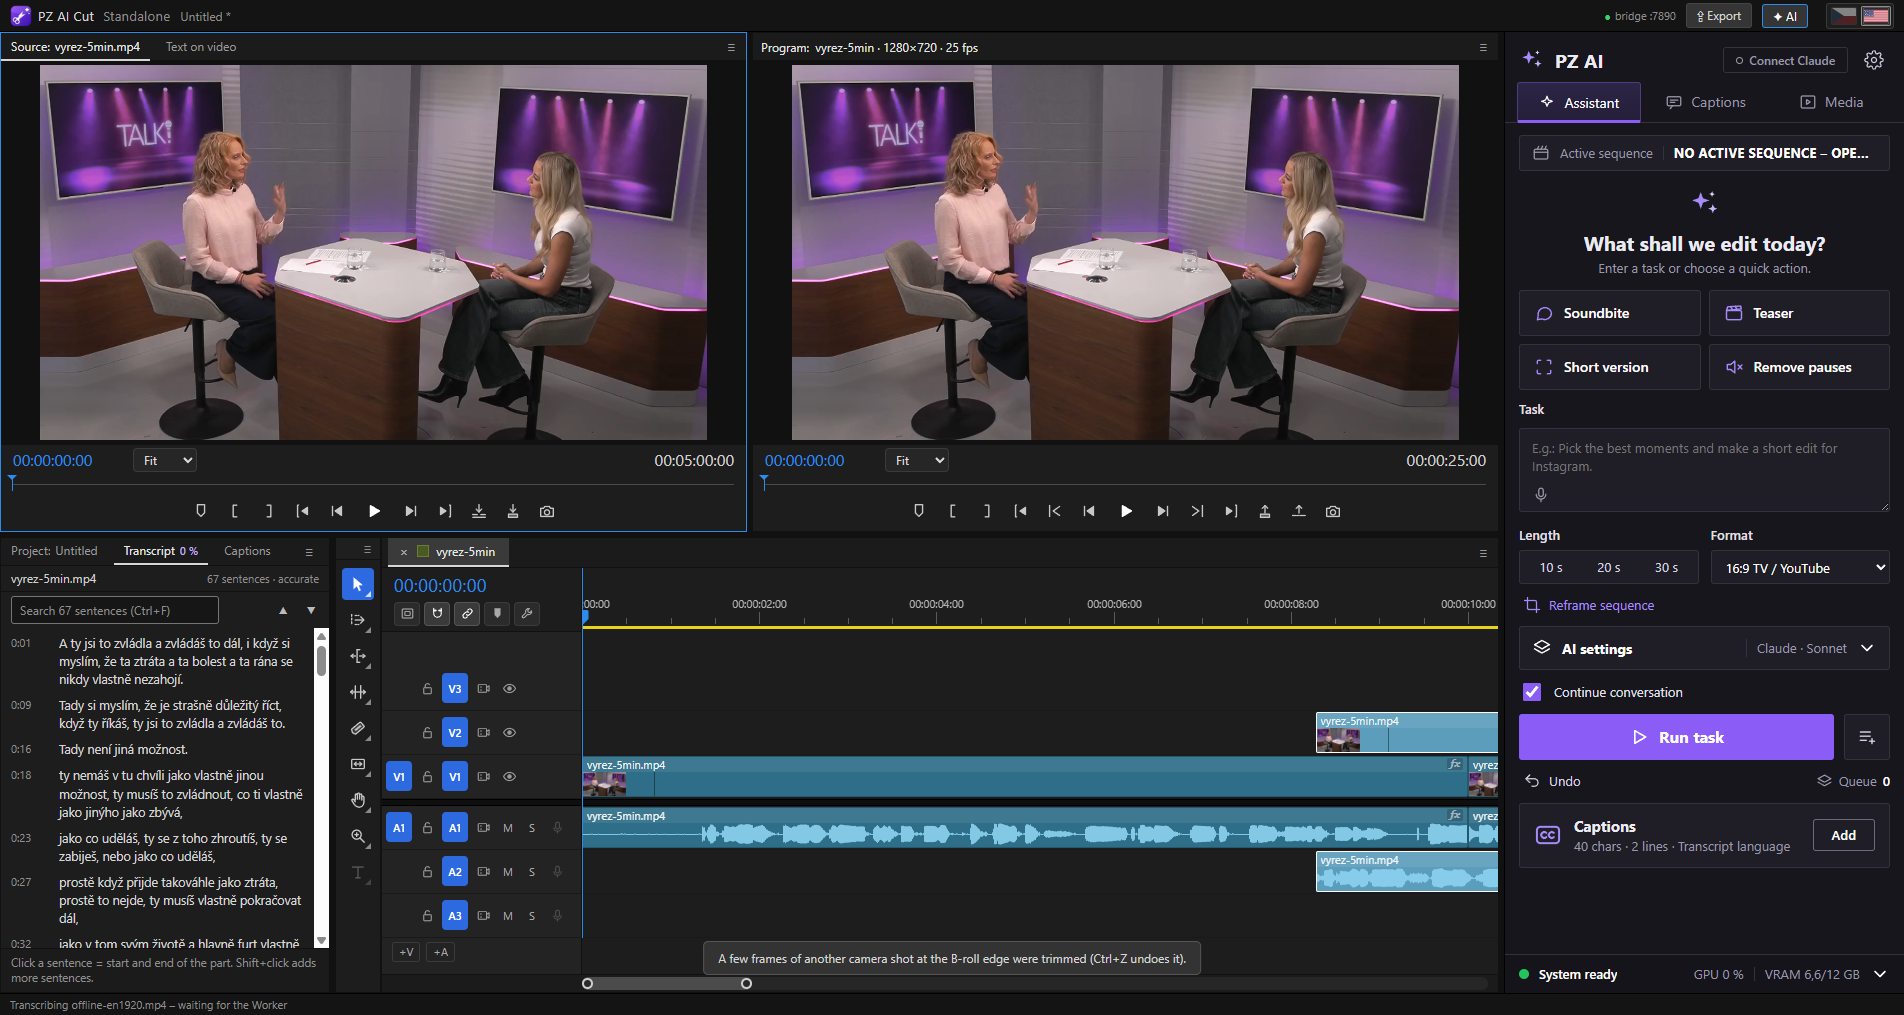 PZ AI Cut Standalone Untitled *
bridge :7890 Export AI
Source: vyrez-5min.mp4 Text on video
TALK!
00:00:00:00 Fit 00:05:00:00
Program: vyrez-5min · 1280×720 · 25 fps
TALK!
00:00:00:00 Fit 00:00:25:00
Project: Untitled Transcript 0 % Captions
vyrez-5min.mp4 67 sentences · accurate
Search 67 sentences (Ctrl+F)
0:01 A ty jsi to zvládla a zvládáš to dál, i když si
myslím, že ta ztráta a ta bolest a ta rána se
nikdy vlastně nezahojí.
0:09 Tady si myslím, že je strašně důležitý říct,
když ty říkáš, ty jsi to zvládla a zvládáš to.
0:16 Tady není jiná možnost.
0:18 ty nemáš v tu chvíli jako vlastně jinou
možnost, ty musíš to zvládnout, co ti vlastně
jako jinýho jako zbývá,
0:23 jako co uděláš, ty se z toho zhroutíš, ty se
zabiješ, nebo jako co uděláš,
0:27 prostě když přijde takováhle jako ztráta,
prostě to nejde, ty musíš vlastně pokračovat
dál,
0:32 jako v tom svým životě a hlavně furt vlastně
Click a sentence = start and end of the part. Shift+click adds
more sentences.
vyrez-5min
00:00:00:00
00:00 00:00:02:00 00:00:04:00 00:00:06:00 00:00:08:00 00:00:10:00
V3
V2
vyrez-5min.mp4
V1 V1
vyrez-5min.mp4 fx vyrez
A1 A1 M S
vyrez-5min.mp4 fx vyrez
A2 M S
vyrez-5min.mp4
A3 M S
+V +A
A few frames of another camera shot at the B-roll edge were trimmed (Ctrl+Z undoes it).
Transcribing offline-en1920.mp4 – waiting for the Worker
PZ AI Connect Claude
Assistant Captions Media
Active sequence NO ACTIVE SEQUENCE – OPE...
What shall we edit today?
Enter a task or choose a quick action.
Soundbite Teaser
Short version Remove pauses
Task
E.g.: Pick the best moments and make a short edit for
Instagram.
Length Format
10 s 20 s 30 s 16:9 TV / YouTube
Reframe sequence
AI settings Claude · Sonnet
Continue conversation
Run task
Undo Queue 0
CC Captions Add
40 chars · 2 lines · Transcript language
System ready GPU 0 % VRAM 6,6/12 GB